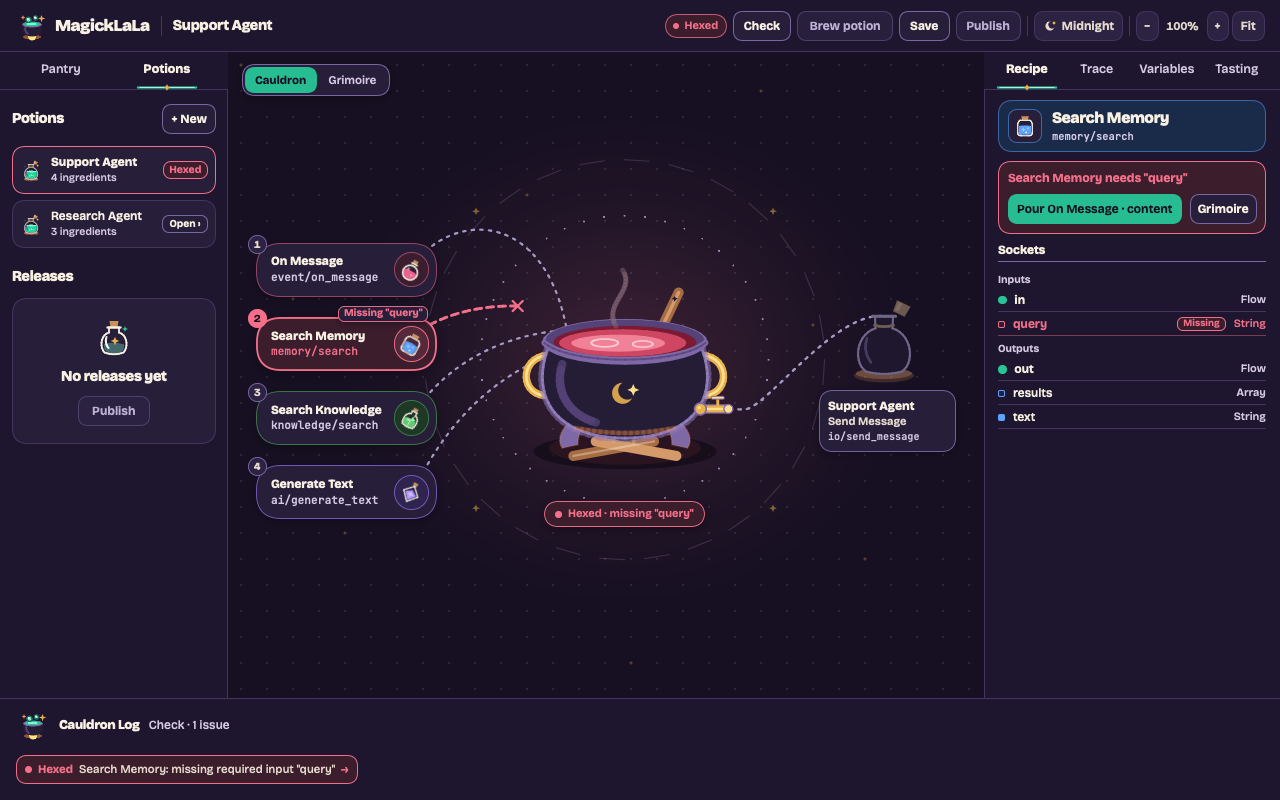 MagickLaLa
Support Agent
Hexed
Check
Brew potion
Save
Publish
Midnight
−
100%
+
Fit
Pantry
Potions
Potions
+ New
Support Agent
4 ingredients
Hexed
Research Agent
3 ingredients
Open ›
Releases
No releases yet
Publish
Cauldron
Grimoire
1
On Message
event/on_message
Missing "query"
2
Search Memory
memory/search
3
Search Knowledge
knowledge/search
4
Generate Text
ai/generate_text
Hexed · missing "query"
Support Agent
Send Message
io/send_message
Recipe
Trace
Variables
Tasting
Search Memory
memory/search
Search Memory needs "query"
Pour On Message · content
Grimoire
Sockets
Inputs
in
Flow
query
Missing
String
Outputs
out
Flow
results
Array
text
String
Cauldron Log
Check · 1 issue
Hexed
Search Memory: missing required input "query" →